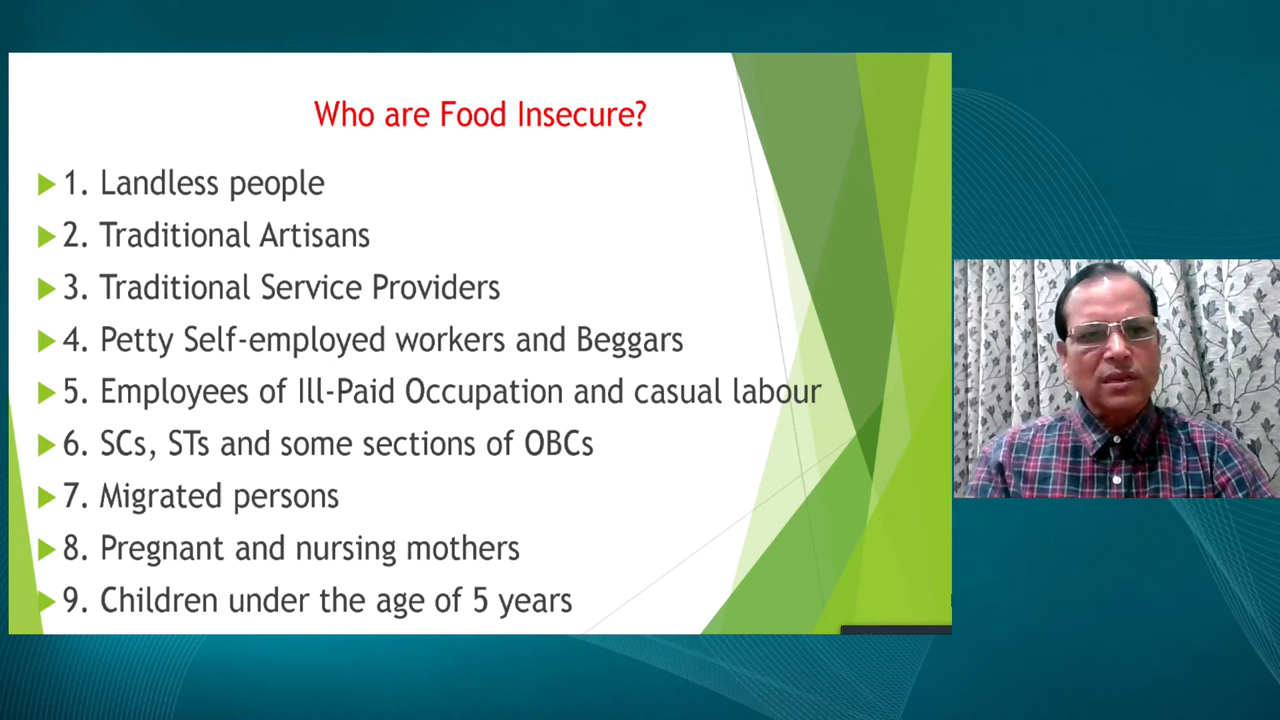 Who are Food Insecure?
1. Landless people
2. Traditional Artisans
3. Traditional Service Providers
4. Petty Self-employed workers and Beggars
5. Employees of Ill-Paid Occupation and casual labour
6. SCs, STs and some sections of OBCs
7. Migrated persons
8. Pregnant and nursing mothers
9. Children under the age of 5 years